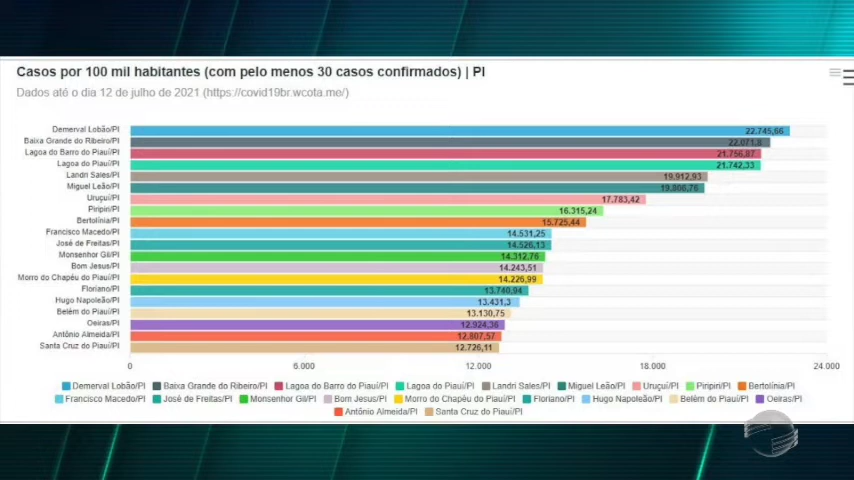 Casos por 100 mil habitantes (com pelo menos 30 casos confirmados) | PI
Dados até o dia 12 de julho de 2021 (https://covid19br.wcota.me/)
Demerval Lobão/PI 22.745,66
Baixa Grande do Ribeiro/PI 22.071,8
Lagoa do Barro do Piauí/PI 21.756,87
Lagoa do Piauí/PI 21.742,33
Landri Sales/PI 19.912,93
Miguel Leão/PI 19.806,76
Uruçuí/PI 17.783,42
Piripiri/PI 16.315,24
Bertolínia/PI 15.725,44
Francisco Macedo/PI 14.531,25
José de Freitas/PI 14.526,13
Monsenhor Gil/PI 14.312,76
Bom Jesus/PI 14.243,51
Morro do Chapéu do Piauí/PI 14.226,99
Floriano/PI 13.740,94
Hugo Napoleão/PI 13.431,3
Belém do Piauí/PI 13.130,75
Oeiras/PI 12.924,36
Antônio Almeida/PI 12.807,57
Santa Cruz do Piauí/PI 12.726,11
0 6.000 12.000 18.000 24.000
Demerval Lobão/PI Baixa Grande do Ribeiro/PI Lagoa do Barro do Piauí/PI Lagoa do Piauí/PI Landri Sales/PI Miguel Leão/PI Uruçuí/PI Piripiri/PI Bertolínia/PI
Francisco Macedo/PI José de Freitas/PI Monsenhor Gil/PI Bom Jesus/PI Morro do Chapéu do Piauí/PI Floriano/PI Hugo Napoleão/PI Belém do Piauí/PI Oeiras/PI
Antônio Almeida/PI Santa Cruz do Piauí/PI